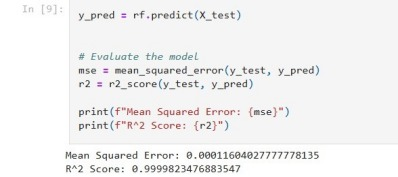 In [9]:
y_pred = rf.predict(X_test)
# Evaluate the model
mse = mean_squared_error(y_test, y_pred)
r2 = r2_score(y_test, y_pred)
print(f"Mean Squared Error: {mse}")
print(f"R^2 Score: {r2}")
Mean Squared Error: 0.00011604027777778135
R^2 Score: 0.9999823476883547